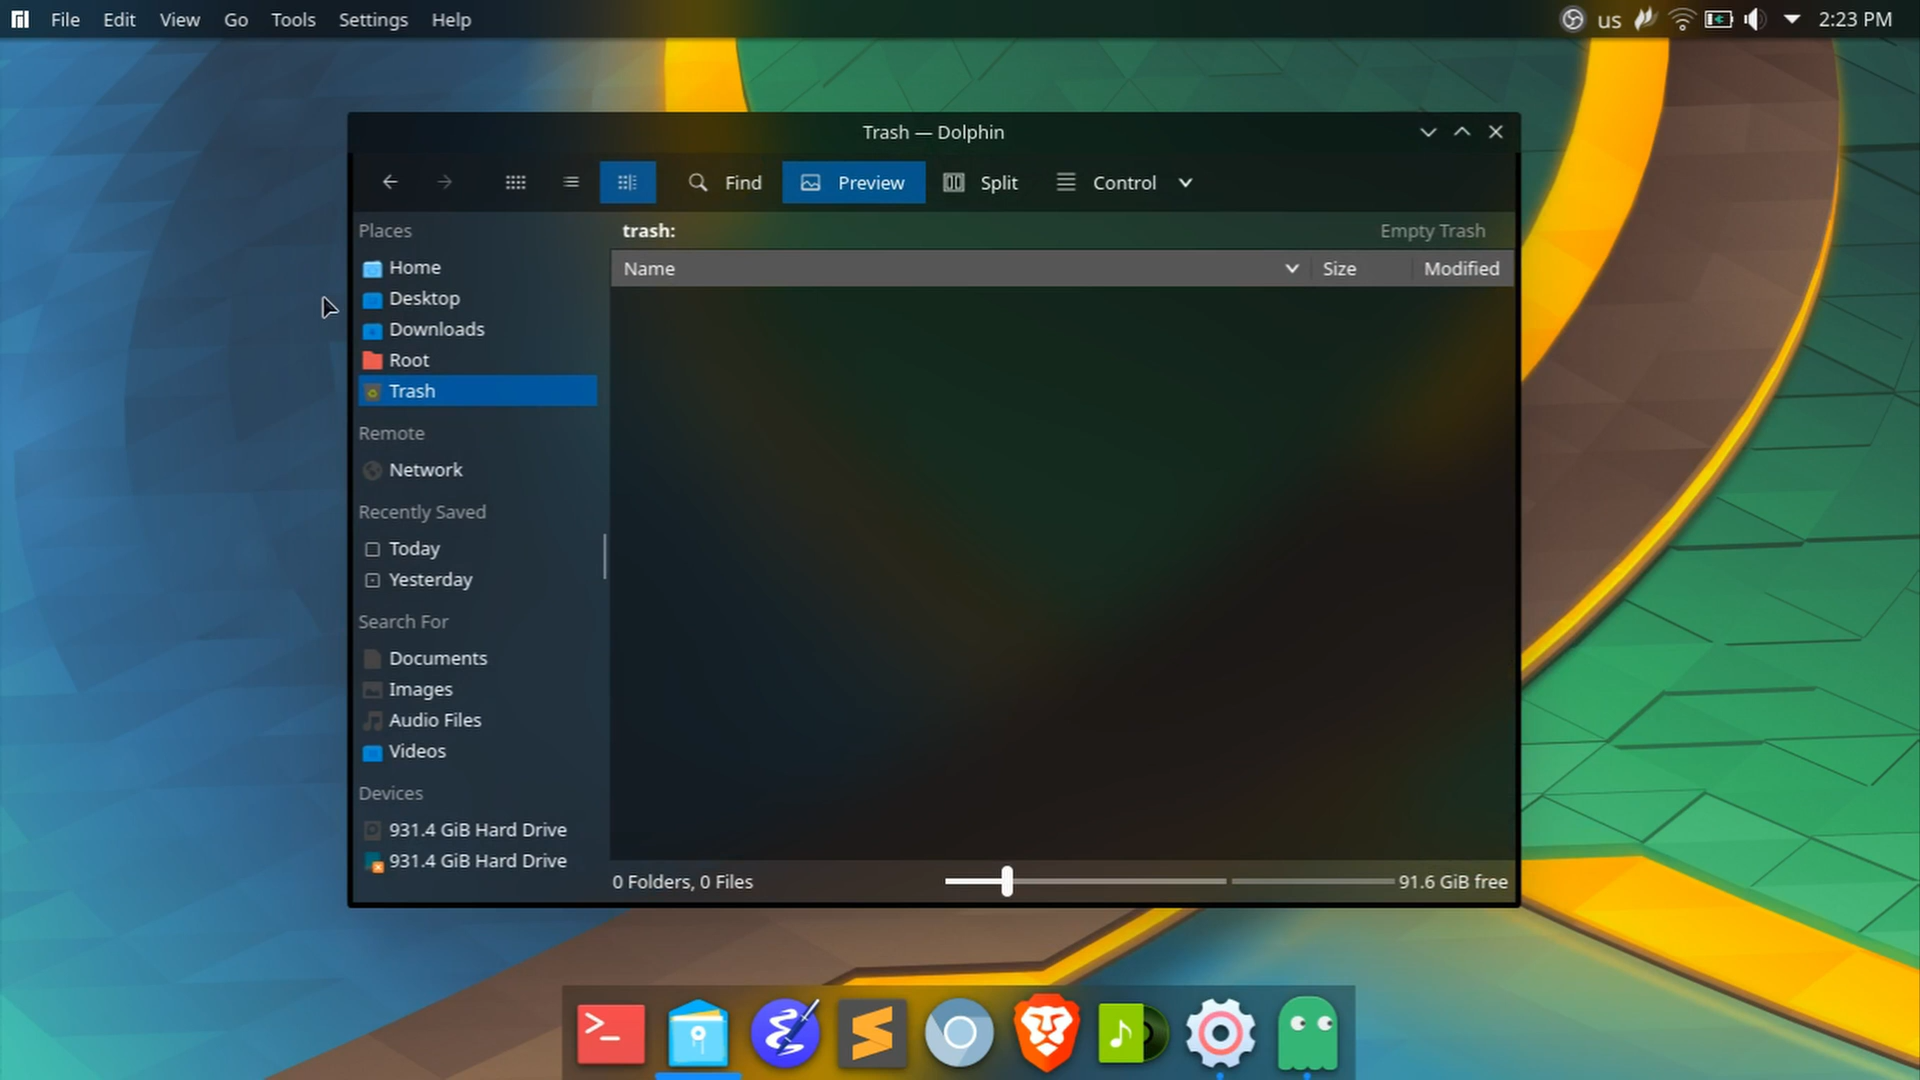 File Edit View Go Tools Settings Help us 2:23 PM
Trash — Dolphin
Find Preview Split Control
Places
trash: Empty Trash
Name Size Modified
Home
Desktop
Downloads
Root
Trash
Remote
Network
Recently Saved
Today
Yesterday
Search For
Documents
Images
Audio Files
Videos
Devices
931.4 GiB Hard Drive
931.4 GiB Hard Drive
0 Folders, 0 Files 91.6 GiB free